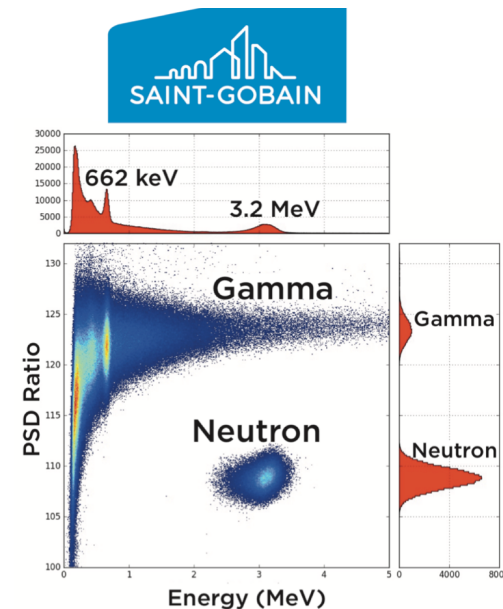 SAINT-GOBAIN
30000
25000
20000
15000
10000
5000
0
662 keV
3.2 MeV
130
125
120
115
110
105
100
PSD Ratio
Gamma
Neutron
0 1 2 3 4 5
Energy (MeV)
Gamma
Neutron
0 4000 800